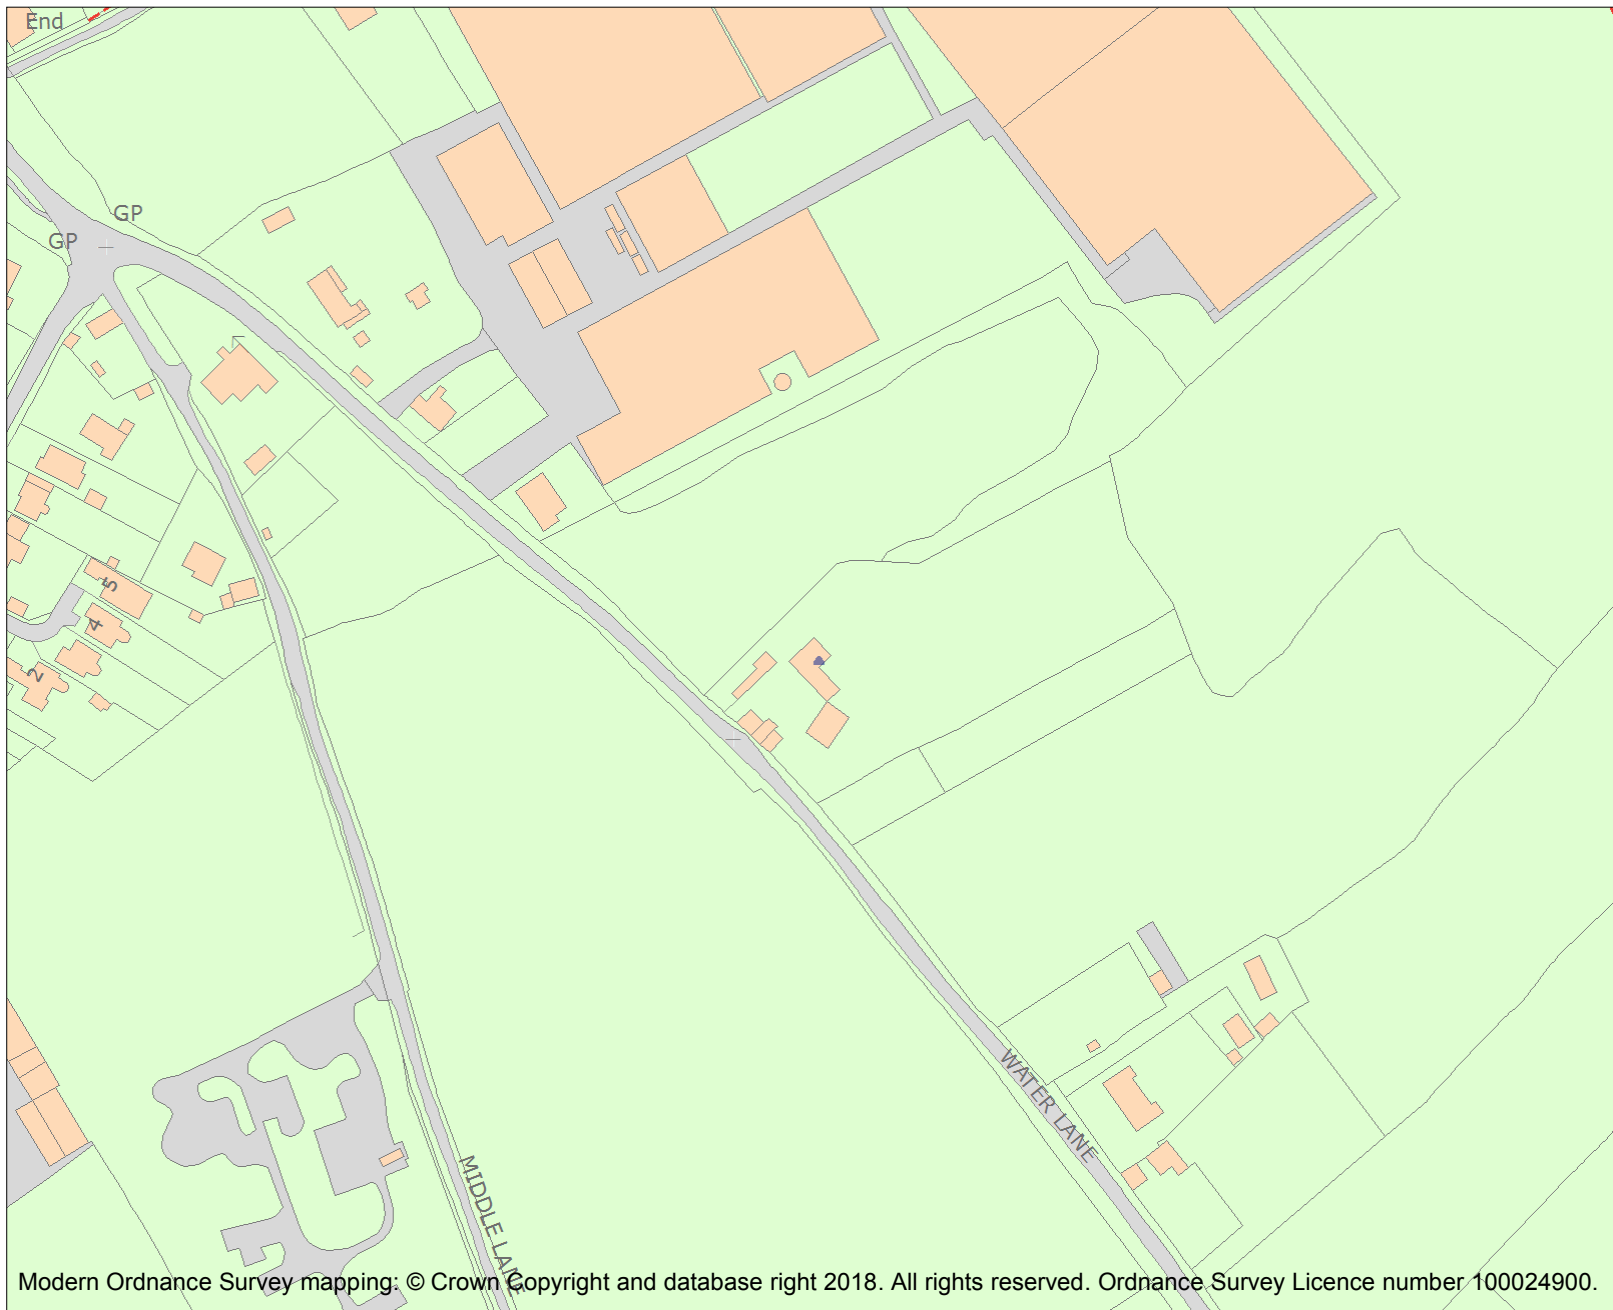 End
GP
GP
5
4
2
WATER LANE
MIDDLE LANE
Modern Ordnance Survey mapping: © Crown Copyright and database right 2018. All rights reserved. Ordnance Survey Licence number 100024900.